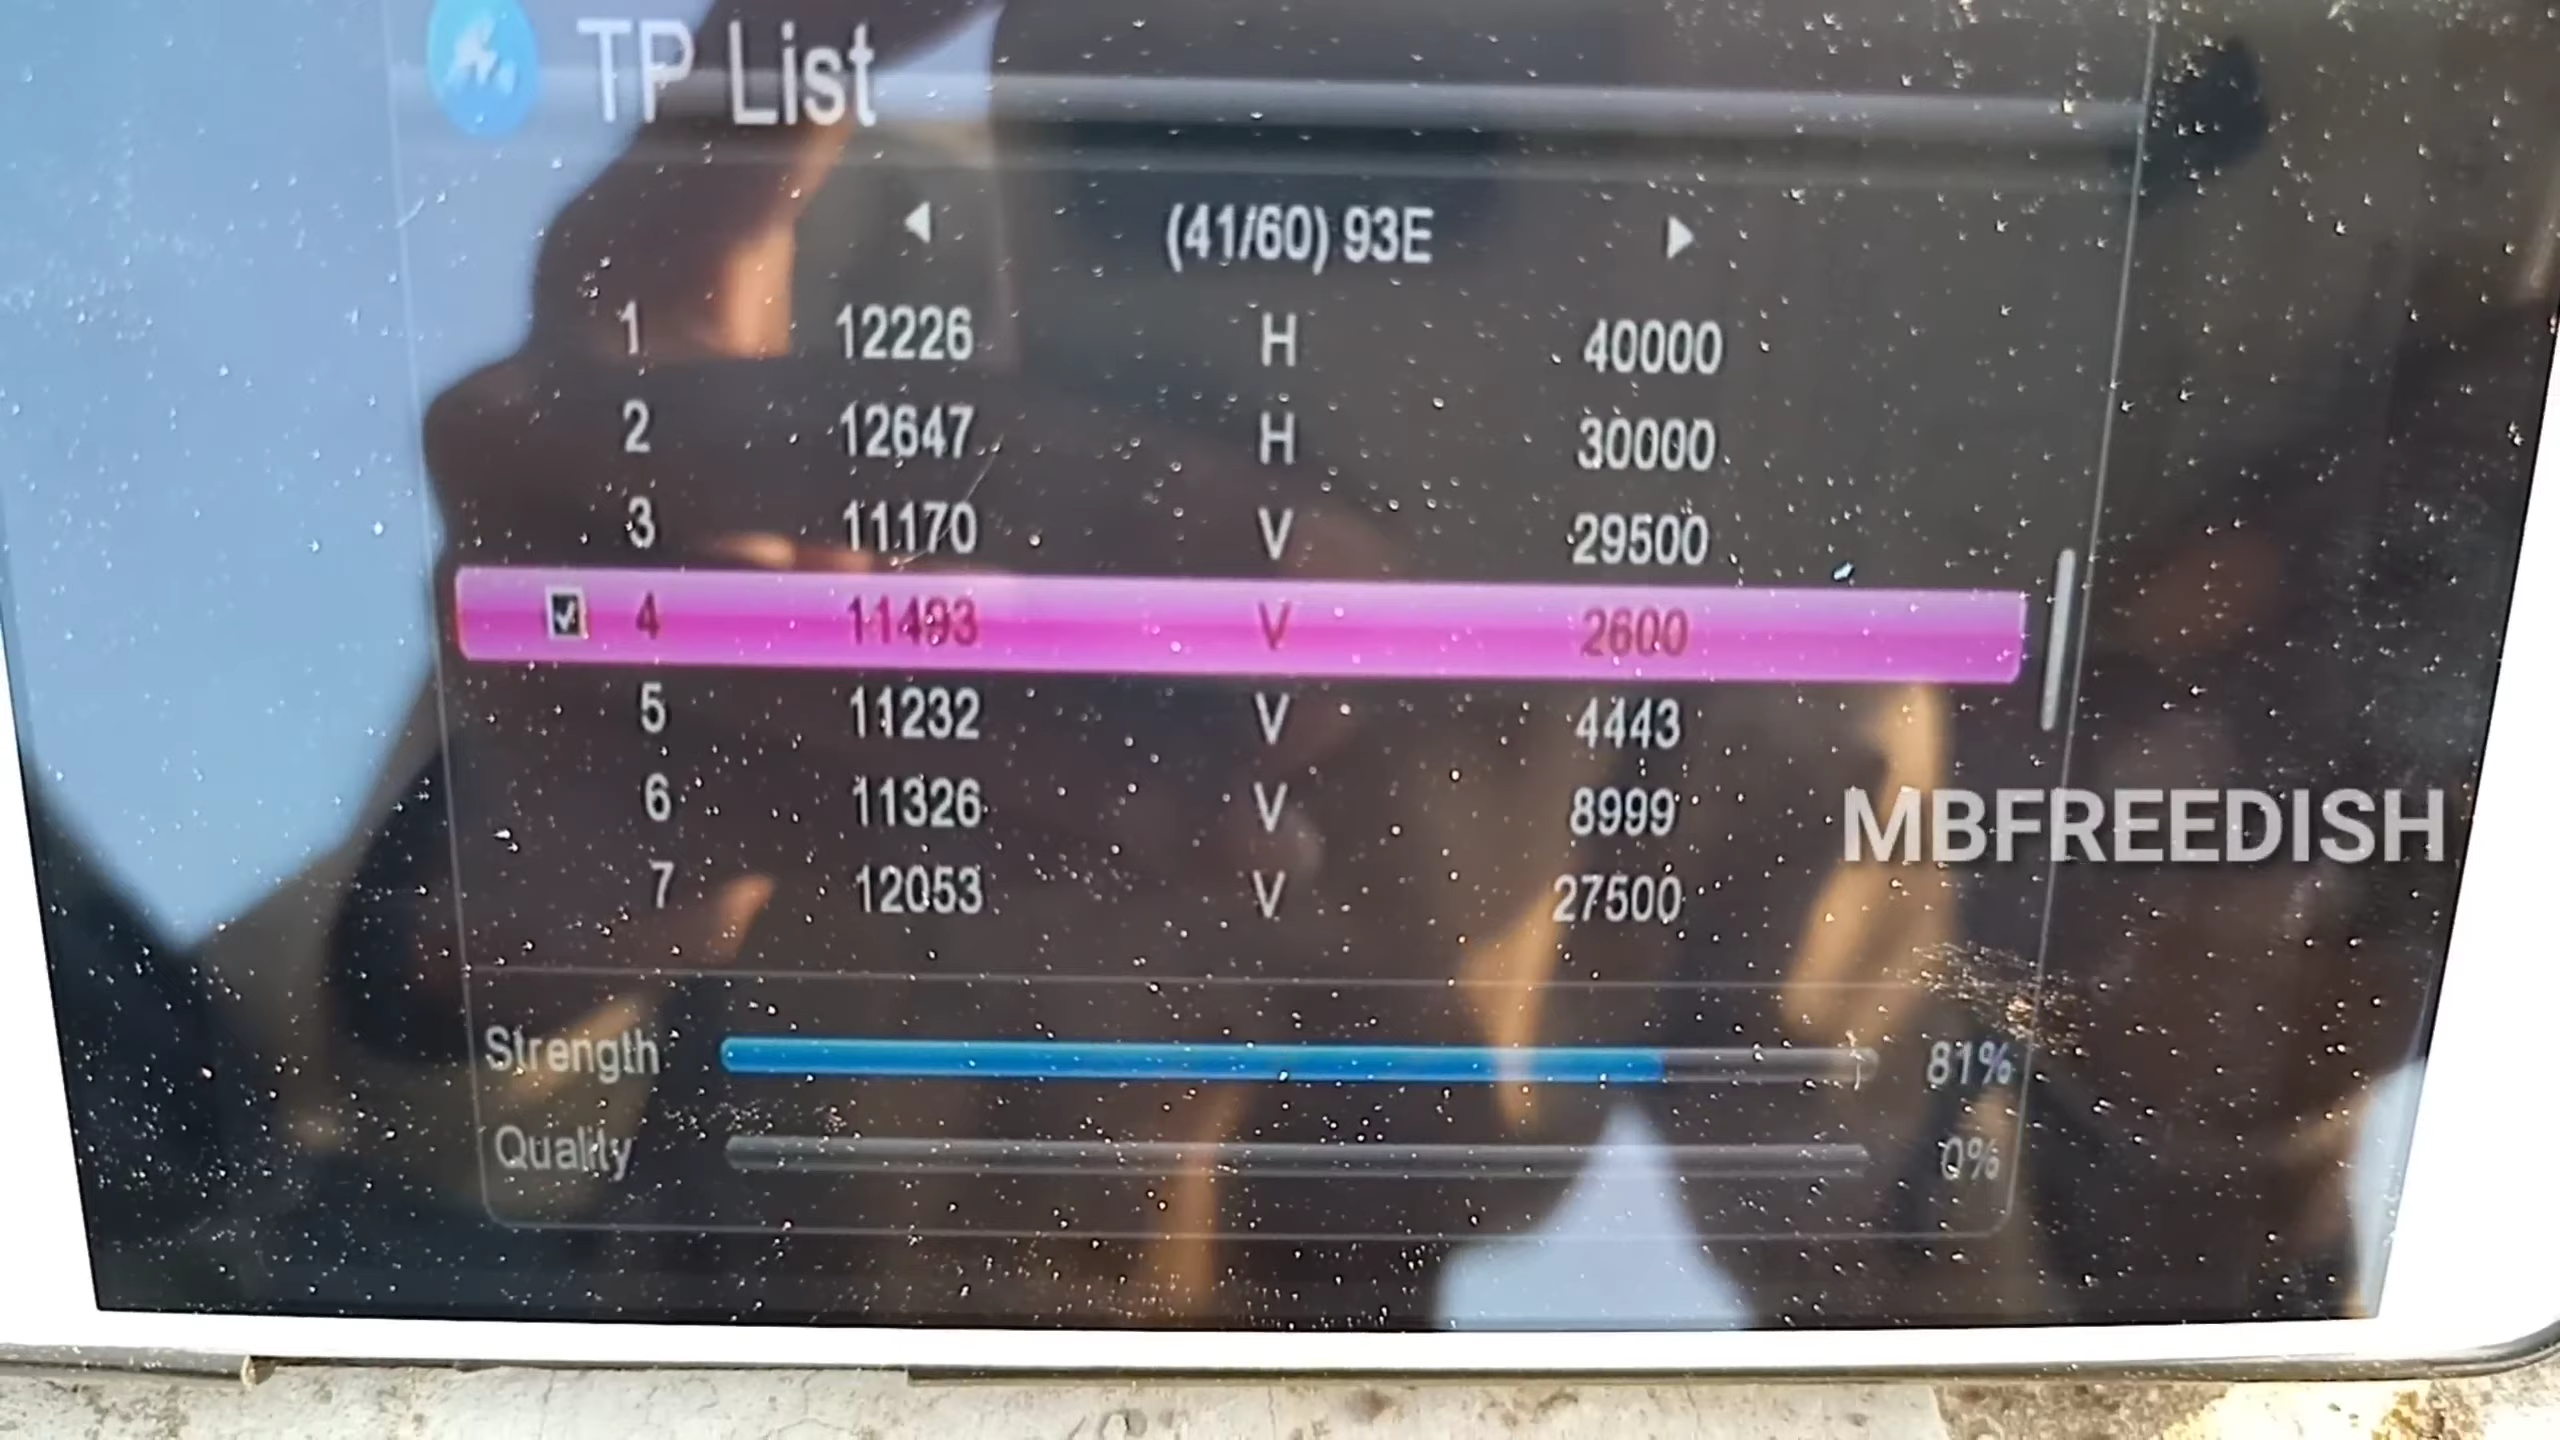 TP List
(41/60) 93E
1 12226 H 40000
2 12647 H 30000
3 11170 V 29500
4 11493 V 2600
5 11232 V 4443
6 11326 V 8999
7 12053 V 27500
MBFREEDISH
Strength 81%
Quality 0%